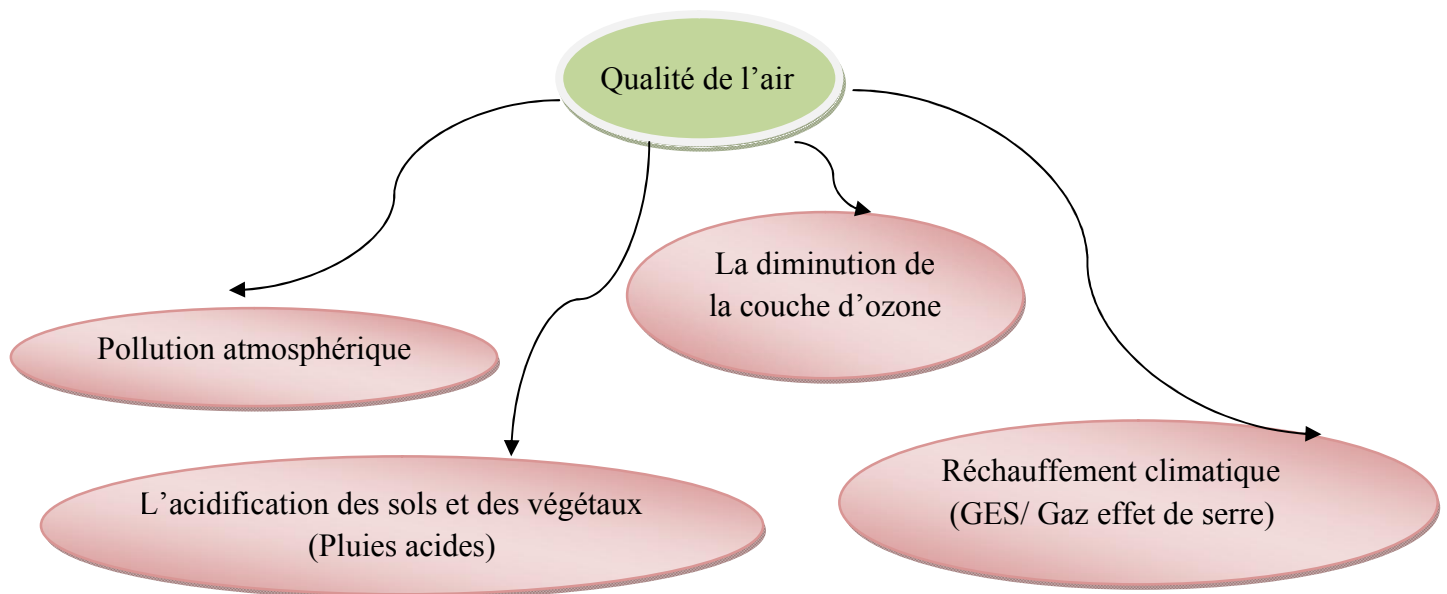 Qualité de l’air
La diminution de
la couche d’ozone
Pollution atmosphérique
Réchauffement climatique
(GES/ Gaz effet de serre)
L’acidification des sols et des végétaux
(Pluies acides)